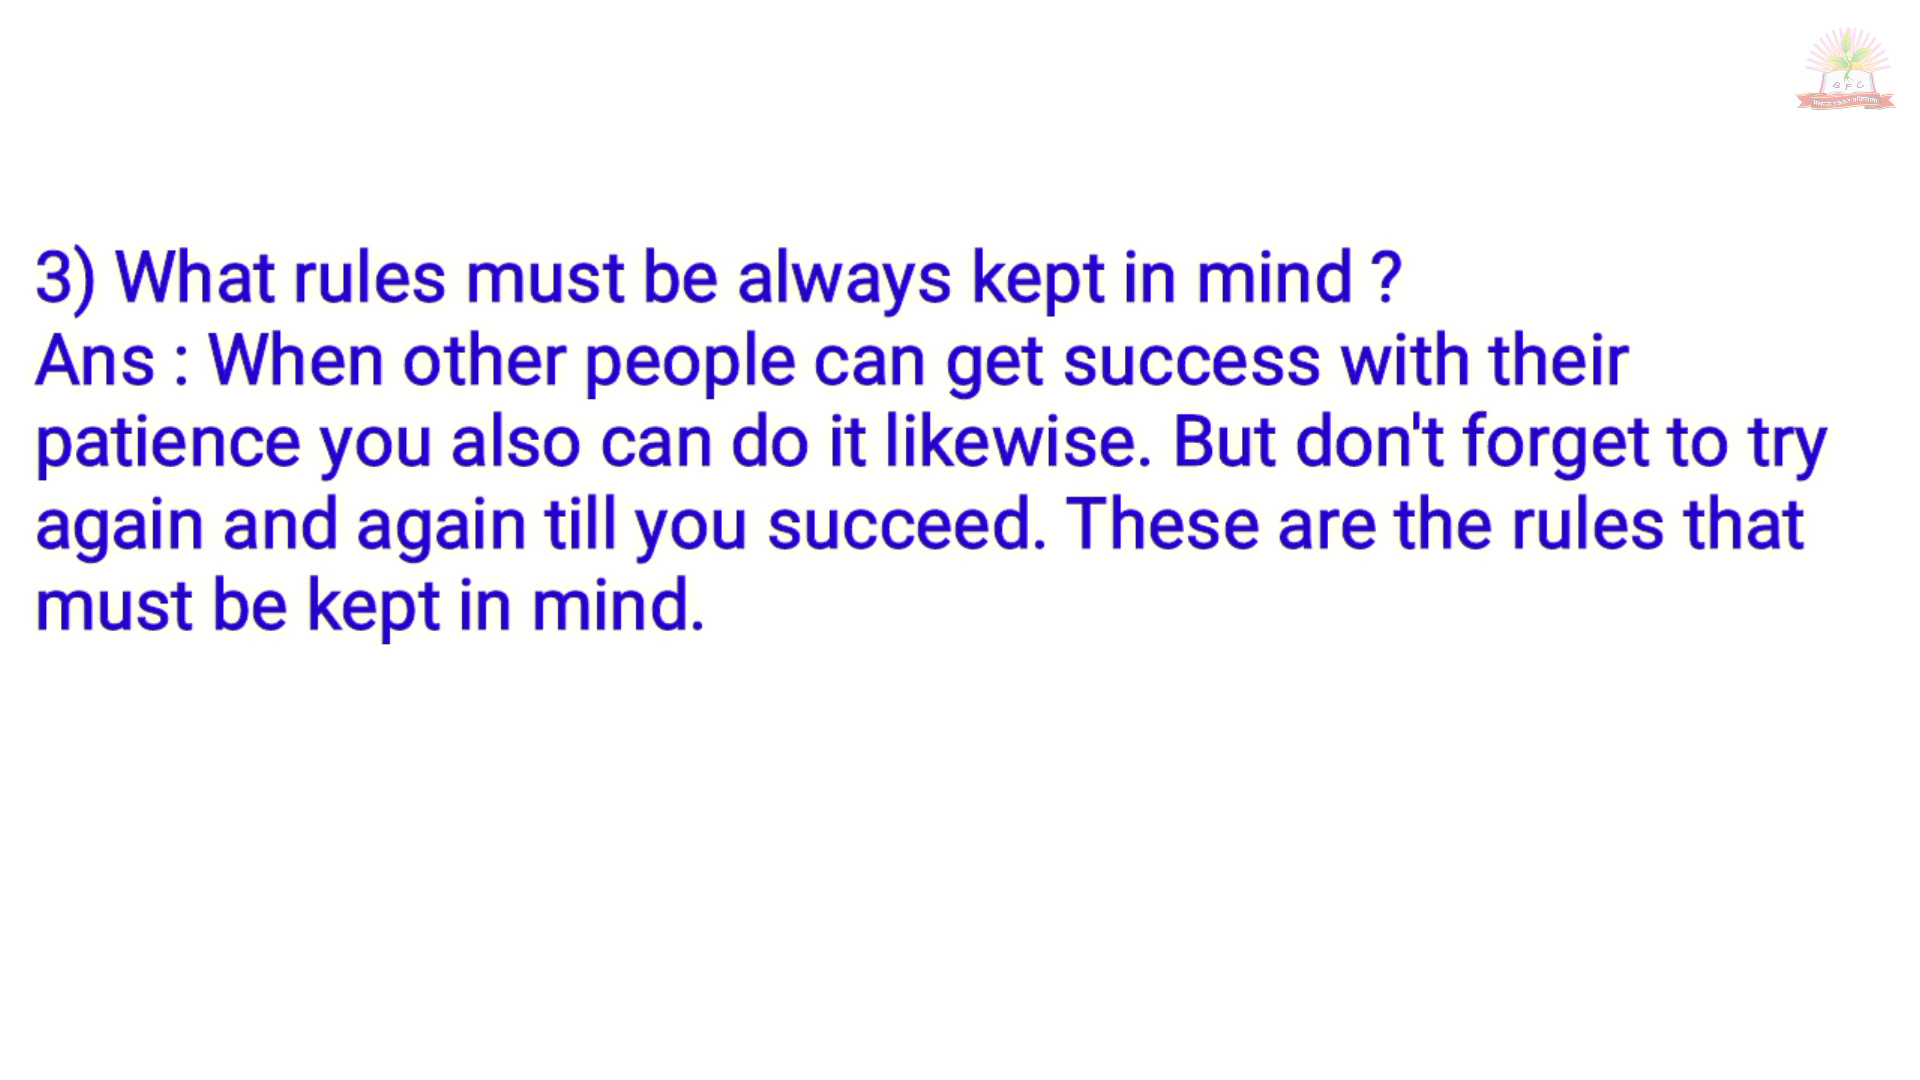 B F C
3) What rules must be always kept in mind ?
Ans : When other people can get success with their
patience you also can do it likewise. But don't forget to try
again and again till you succeed. These are the rules that
must be kept in mind.